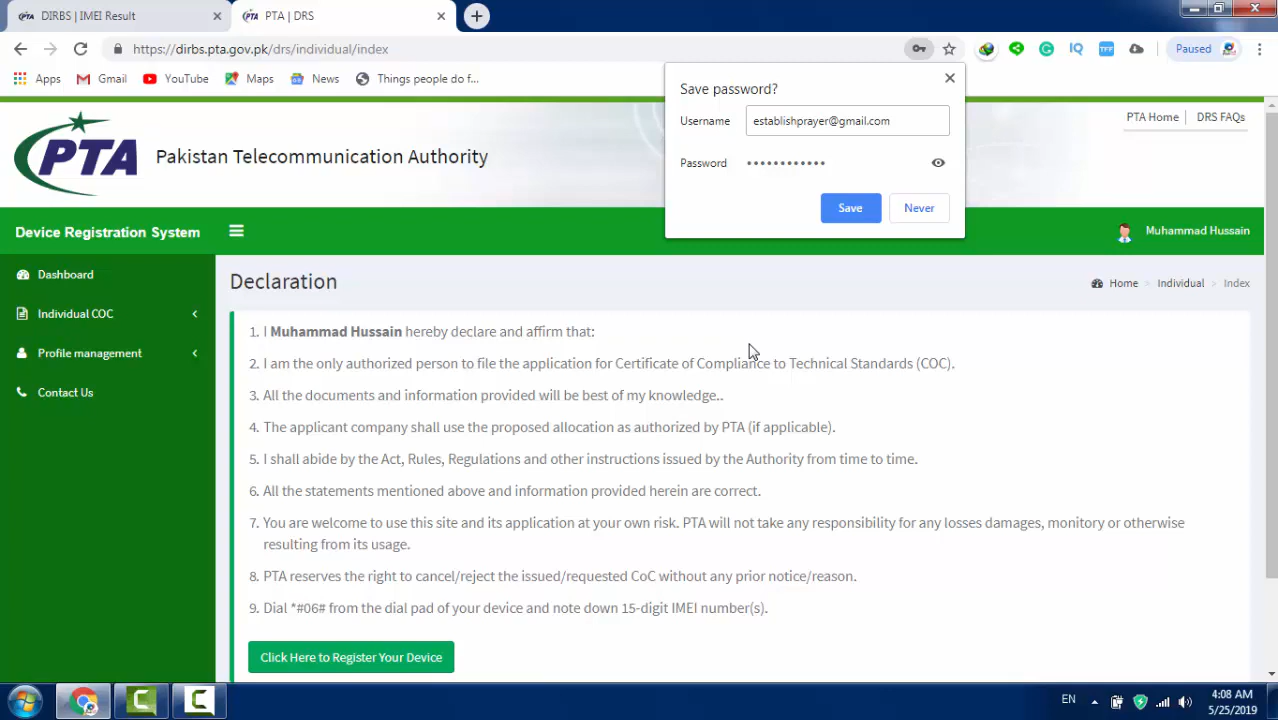 DIRBS | IMEI Result
PTA | DRS
https://dirbs.pta.gov.pk/drs/individual/index
IQ
TFF
Paused
Apps
Gmail
YouTube
Maps
News
Things people do f...
Save password?
Username
establishprayer@gmail.com
Password
••••••••••••
Save
Never
PTA Home
DRS FAQs
PTA
Pakistan Telecommunication Authority
Device Registration System
Muhammad Hussain
Dashboard
Individual COC
Profile management
Contact Us
Declaration
Home > Individual > Index
1. I Muhammad Hussain hereby declare and affirm that:
2. I am the only authorized person to file the application for Certificate of Compliance to Technical Standards (COC).
3. All the documents and information provided will be best of my knowledge..
4. The applicant company shall use the proposed allocation as authorized by PTA (if applicable).
5. I shall abide by the Act, Rules, Regulations and other instructions issued by the Authority from time to time.
6. All the statements mentioned above and information provided herein are correct.
7. You are welcome to use this site and its application at your own risk. PTA will not take any responsibility for any losses damages, monitory or otherwise
resulting from its usage.
8. PTA reserves the right to cancel/reject the issued/requested CoC without any prior notice/reason.
9. Dial *#06# from the dial pad of your device and note down 15-digit IMEI number(s).
Click Here to Register Your Device
EN
4:08 AM
5/25/2019